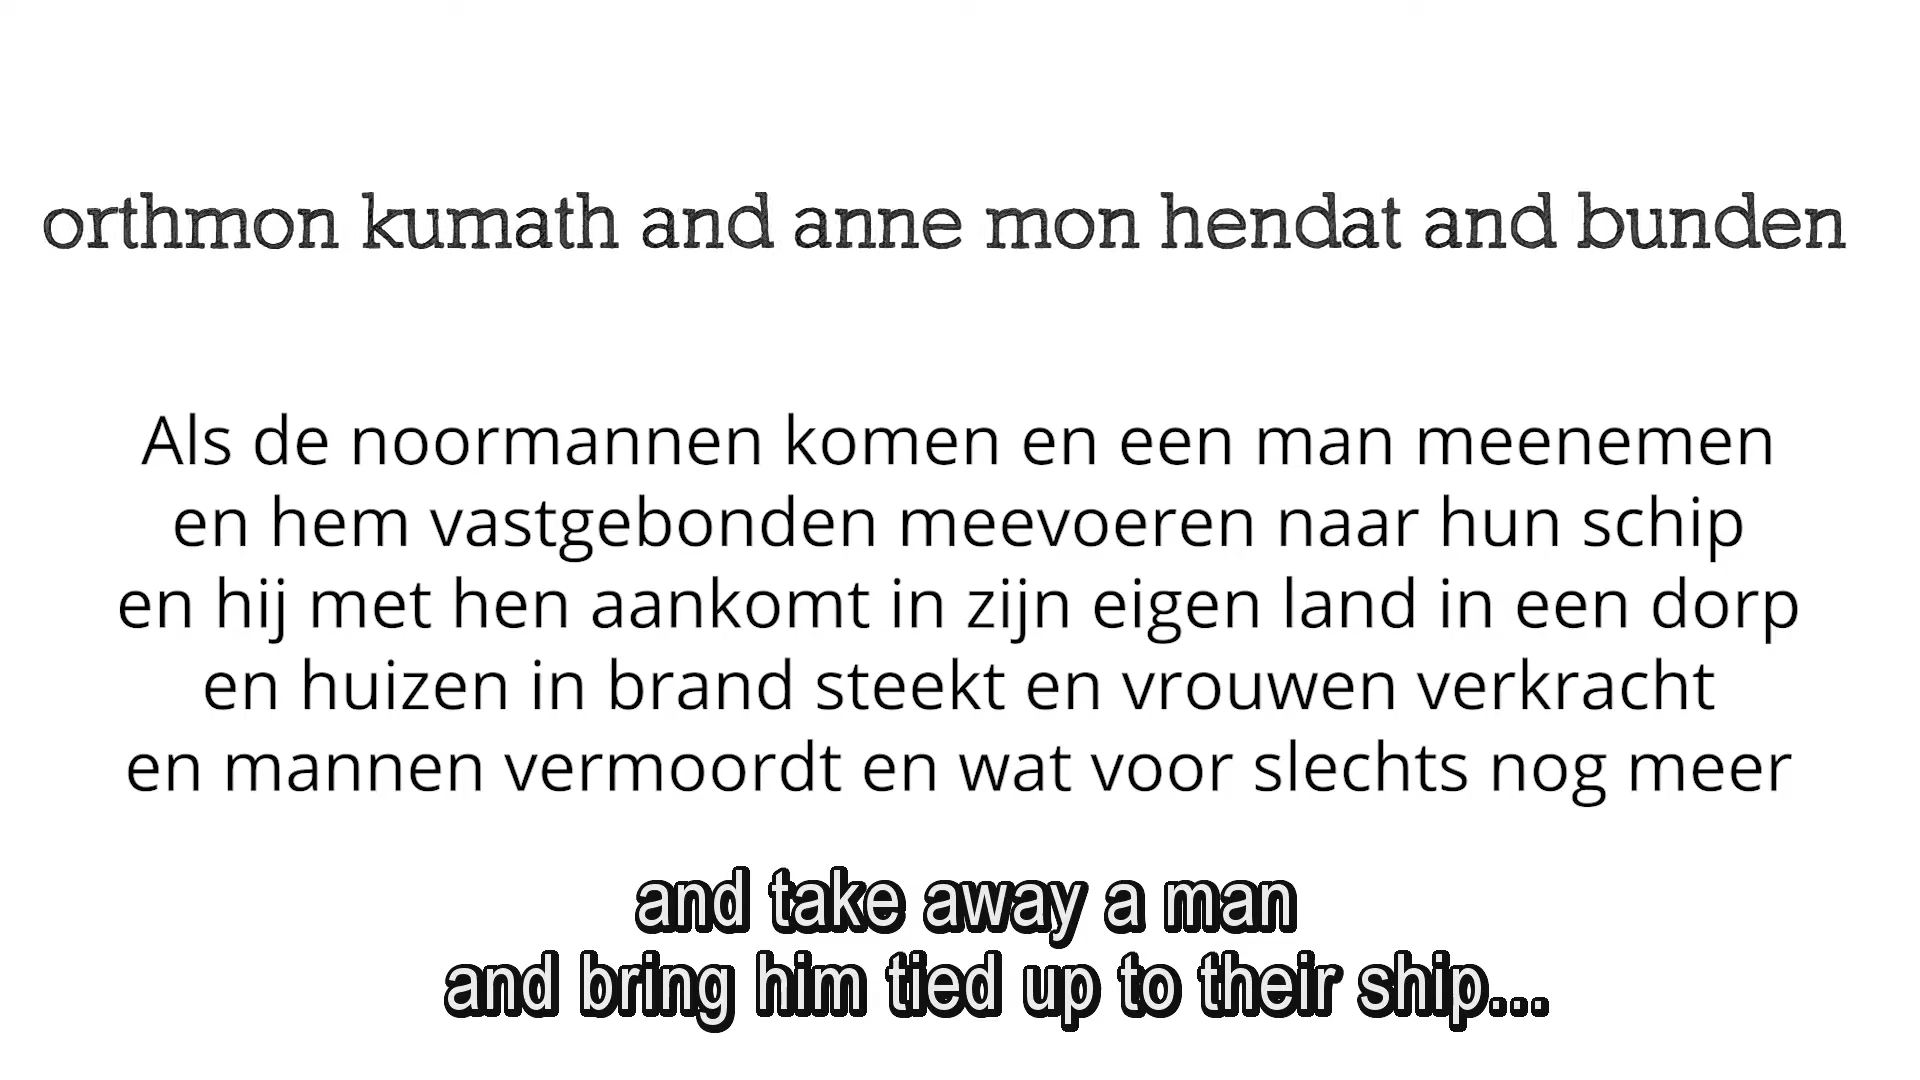 orthmon kumath and anne mon hendat and bunden
Als de noormannen komen en een man meenemen
en hem vastgebonden meevoeren naar hun schip
en hij met hen aankomt in zijn eigen land in een dorp
en huizen in brand steekt en vrouwen verkracht
en mannen vermoordt en wat voor slechts nog meer
and take away a man
and bring him tied up to their ship...